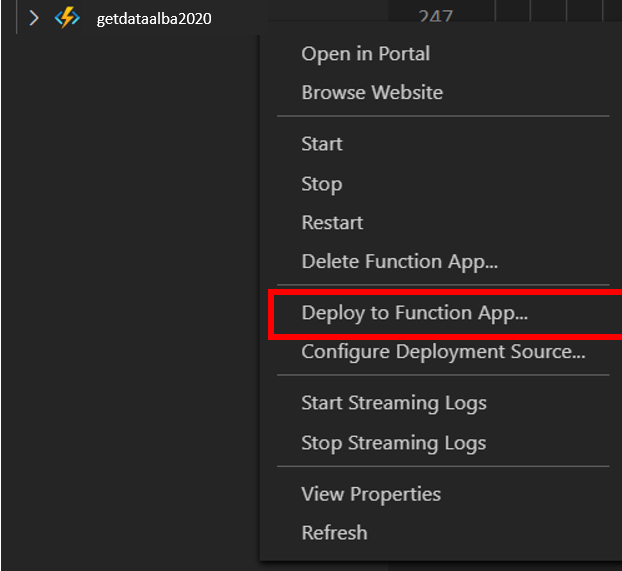 getdataalba2020
247
Open in Portal
Browse Website
Start
Stop
Restart
Delete Function App...
Deploy to Function App...
Configure Deployment Source...
Start Streaming Logs
Stop Streaming Logs
View Properties
Refresh